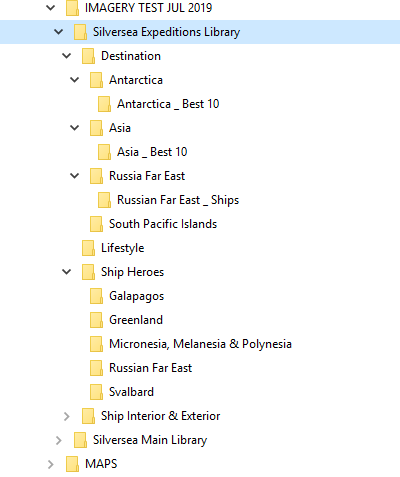 IMAGERY TEST JUL 2019
Silversea Expeditions Library
Destination
Antarctica
Antarctica _ Best 10
Asia
Asia _ Best 10
Russia Far East
Russian Far East _ Ships
South Pacific Islands
Lifestyle
Ship Heroes
Galapagos
Greenland
Micronesia, Melanesia & Polynesia
Russian Far East
Svalbard
Ship Interior & Exterior
Silversea Main Library
MAPS